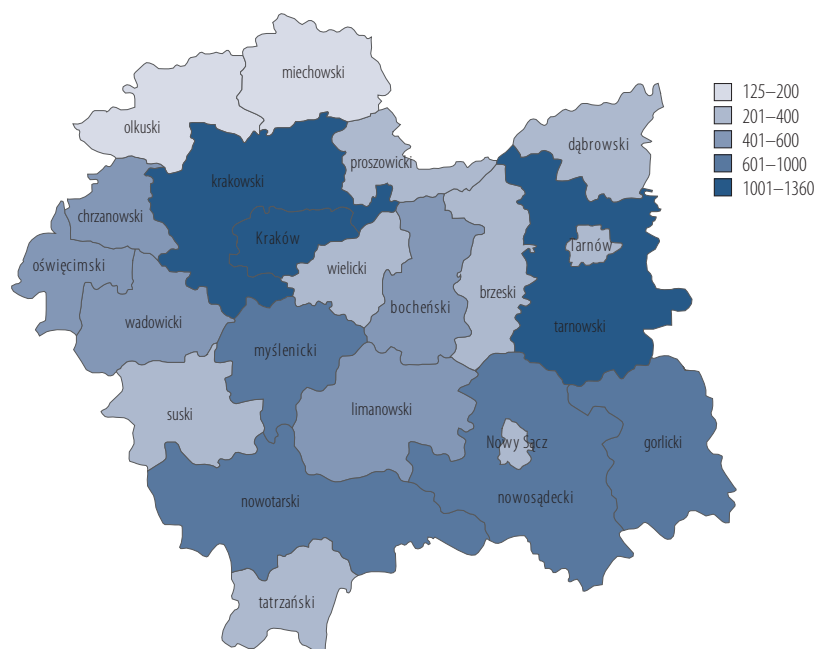 miechowski
125–200
201–400
401–600
601–1000
1001–1360
olkuski
dąbrowski
proszowicki
krakowski
chrzanowski
Kraków
Tarnów
oświęcimski
wielicki
brzeski
bocheński
wadowicki
tarnowski
myślenicki
limanowski
suski
Nowy Sącz
gorlicki
nowotarski
nowosądecki
tatrzański